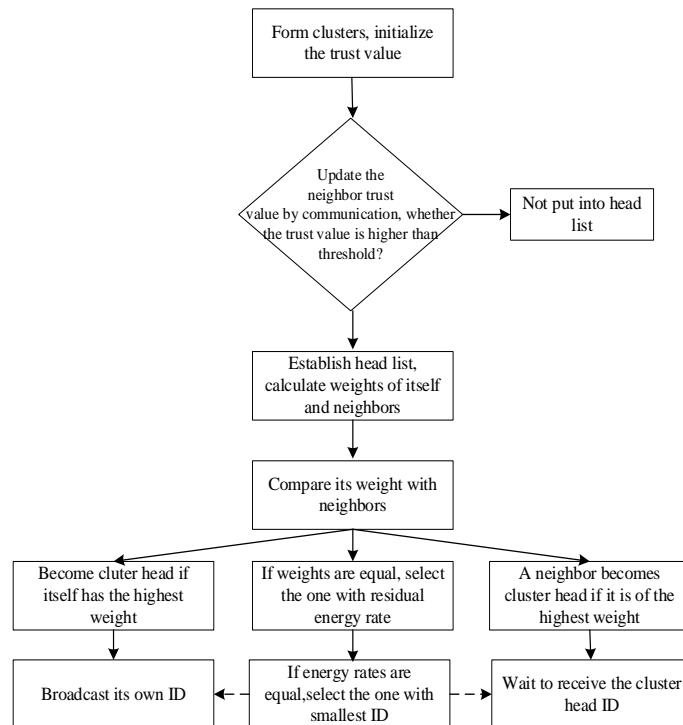 Form clusters, initialize
the trust value
Update the
neighbor trust
value by communication, whether
the trust value is higher than
threshold?
Not put into head
list
Establish head list,
calculate weights of itself
and neighbors
Compare its weight with
neighbors
Become cluter head if
itself has the highest
weight
If weights are equal, select
the one with residual
energy rate
A neighbor becomes
cluster head if it is of the
highest weight
Broadcast its own ID
If energy rates are
equal,select the one with
smallest ID
Wait to receive the cluster
head ID